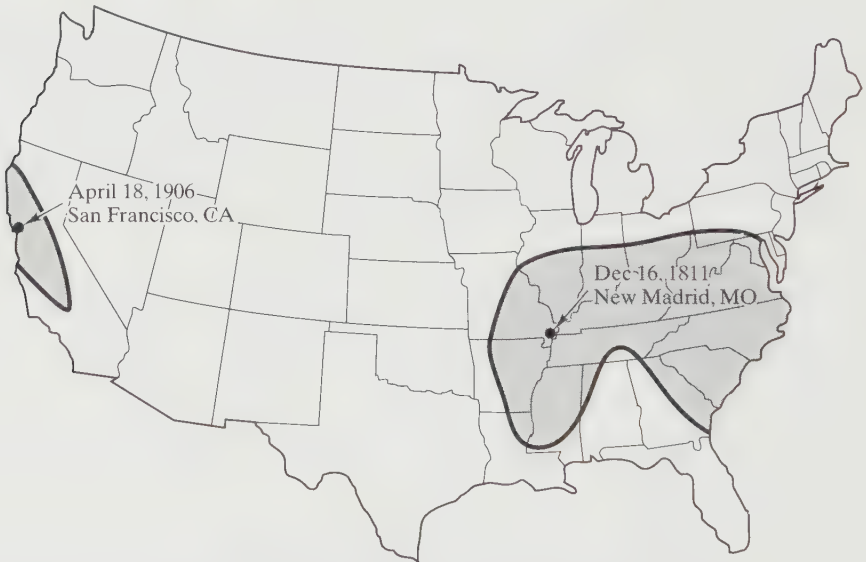 April 18, 1906
San Francisco, CA
Dec 16, 1811
New Madrid, MO